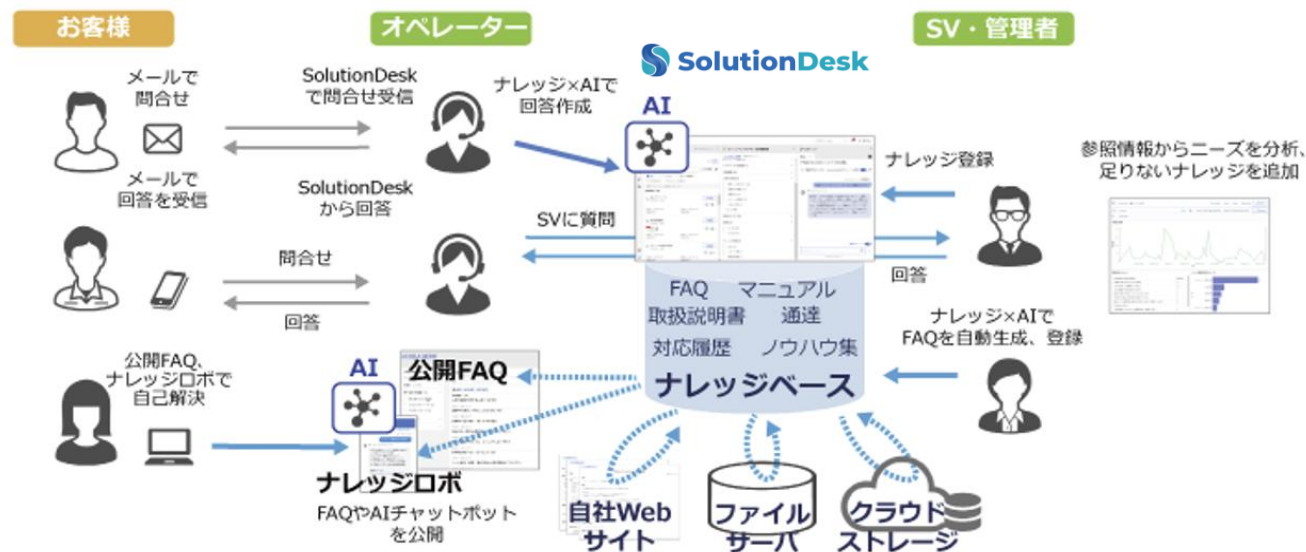 お客様
オペレーター
SV・管理者
SolutionDesk
メールで
問合せ
SolutionDesk
で問合せ受信
ナレッジ×AIで
回答作成
AI
メールで
回答を受信
SolutionDesk
から回答
ナレッジ登録
参照情報からニーズを分析、
足りないナレッジを追加
SVに質問
回答
問合せ
回答
FAQ マニュアル
取扱説明書 通達
対応履歴 ノウハウ集
ナレッジベース
ナレッジ×AIで
FAQを自動生成、登録
公開FAQ、
ナレッジロボで
自己解決
AI
公開FAQ
ナレッジロボ
FAQやAIチャットボット
を公開
自社Web
サイト
ファイル
サーバ
クラウド
ストレージ